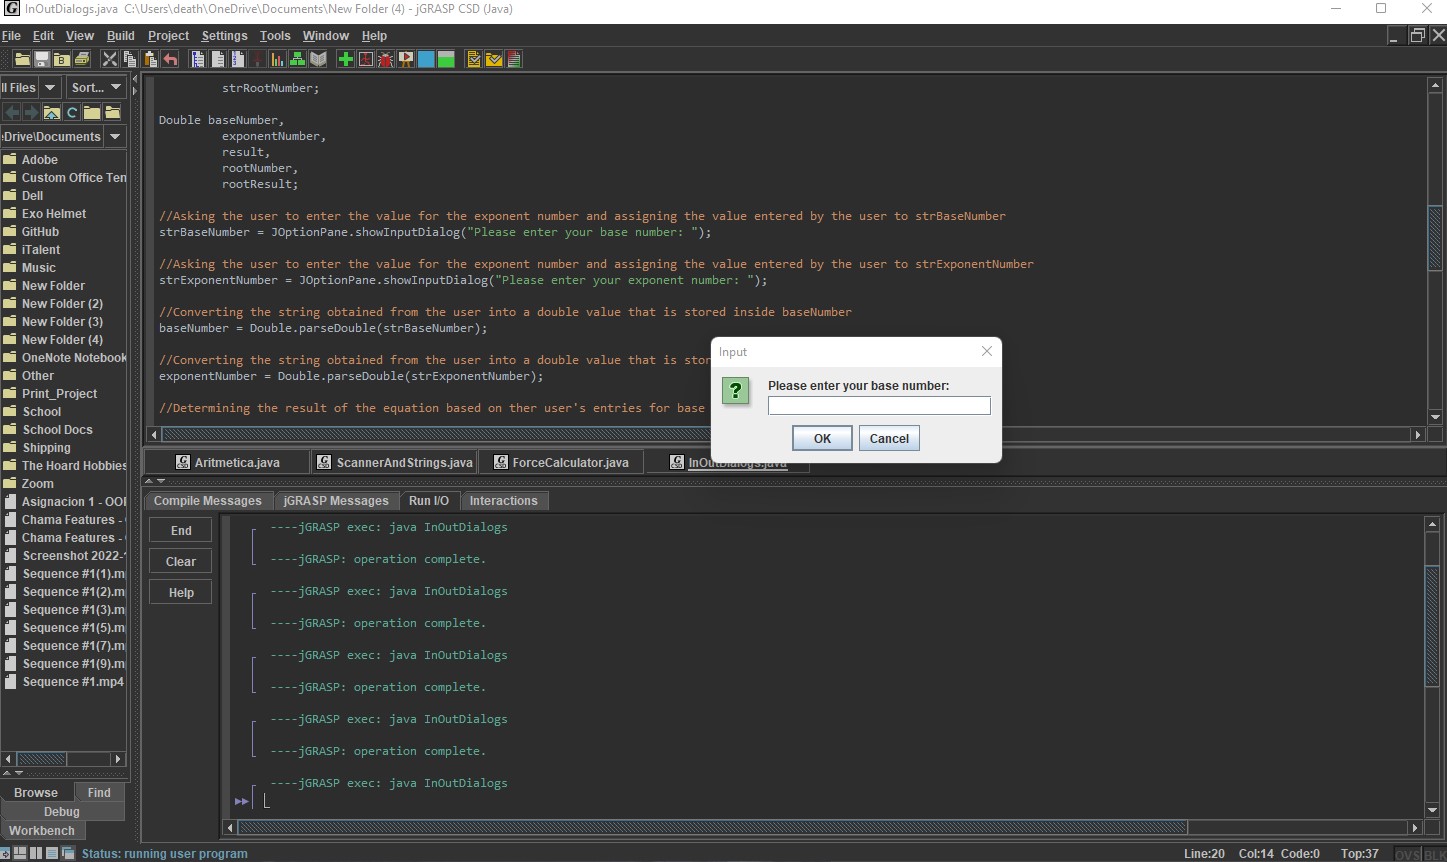 InOutDialogs.java C:\Users\death\OneDrive\Documents\New Folder (4) - jGRASP CSD (Java)
File Edit View Build Project Settings Tools Window Help
ll Files Sort...
:Drive\Documents
Adobe
Custom Office Ten
Dell
Exo Helmet
GitHub
iTalent
Music
New Folder
New Folder (2)
New Folder (3)
New Folder (4)
OneNote Notebook
Other
Print_Project
School
School Docs
Shipping
The Hoard Hobbies
Zoom
Asignacion 1 - OOI
Chama Features -
Chama Features -
Screenshot 2022-
Sequence #1(1).m
Sequence #1(2).m
Sequence #1(3).m
Sequence #1(5).m
Sequence #1(7).m
Sequence #1(9).m
Sequence #1.mp4
Browse Find
Debug
Workbench
strRootNumber;
Double baseNumber,
exponentNumber,
result,
rootNumber,
rootResult;
//Asking the user to enter the value for the exponent number and assigning the value entered by the user to strBaseNumber
strBaseNumber = JOptionPane.showInputDialog("Please enter your base number: ");
//Asking the user to enter the value for the exponent number and assigning the value entered by the user to strExponentNumber
strExponentNumber = JOptionPane.showInputDialog("Please enter your exponent number: ");
//Converting the string obtained from the user into a double value that is stored inside baseNumber
baseNumber = Double.parseDouble(strBaseNumber);
//Converting the string obtained from the user into a double value that is stor
exponentNumber = Double.parseDouble(strExponentNumber);
//Determining the result of the equation based on ther user's entries for base
Input
Please enter your base number:
OK Cancel
Aritmetica.java ScannerAndStrings.java ForceCalculator.java InOutDialogs.java
Compile Messages jGRASP Messages Run I/O Interactions
End
Clear
Help
----jGRASP exec: java InOutDialogs
----jGRASP: operation complete.
----jGRASP exec: java InOutDialogs
----jGRASP: operation complete.
----jGRASP exec: java InOutDialogs
----jGRASP: operation complete.
----jGRASP exec: java InOutDialogs
----jGRASP: operation complete.
----jGRASP exec: java InOutDialogs
Status: running user program Line:20 Col:14 Code:0 Top:37 OVS BLK